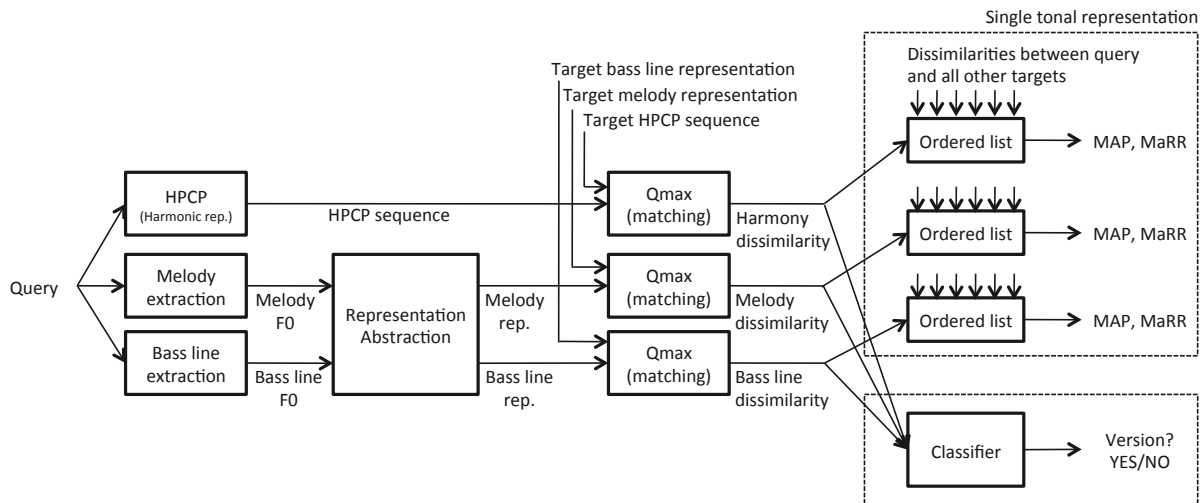 Single tonal representation
Dissimilarities between query
and all other targets
Target bass line representation
Target melody representation
Target HPCP sequence
Ordered list
MAP, MaRR
HPCP
(Harmonic rep.)
HPCP sequence
Qmax
(matching)
Harmony
dissimilarity
Ordered list
MAP, MaRR
Query
Melody
extraction
Melody
F0
Representation
Abstraction
Melody
rep.
Qmax
(matching)
Melody
dissimilarity
Ordered list
MAP, MaRR
Bass line
extraction
Bass line
F0
Bass line
rep.
Qmax
(matching)
Bass line
dissimilarity
Classifier
Version?
YES/NO